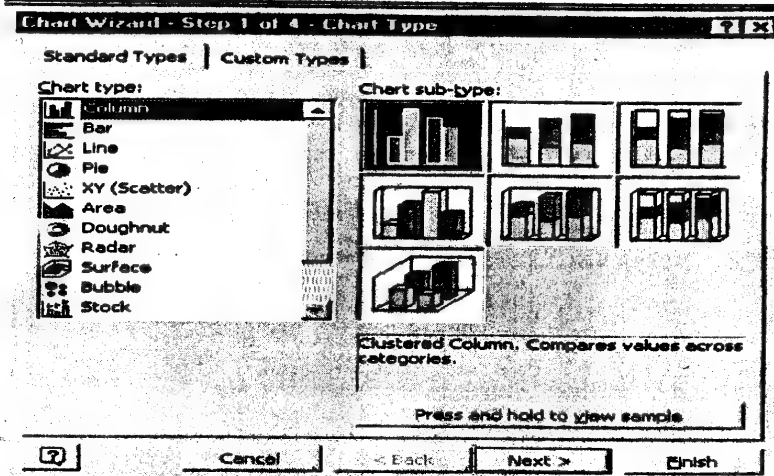 Chart Wizard - Step 1 of 4 - Chart Type
Standard Types
Custom Types
Chart type:
Column
Bar
Line
Pie
XY (Scatter)
Area
Doughnut
Radar
Surface
Bubble
Stock
Chart sub-type:
Clustered Column. Compares values across
categories.
Press and hold to view sample
Cancel
< Back
Next >
Finish